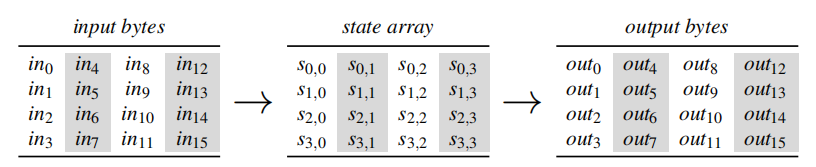 input bytes state array output bytes
in0 in4 in8 in12 s0,0 s0,1 s0,2 s0,3 out0 out4 out8 out12
in1 in5 in9 in13 → s1,0 s1,1 s1,2 s1,3 → out1 out5 out9 out13
in2 in6 in10 in14 s2,0 s2,1 s2,2 s2,3 out2 out6 out10 out14
in3 in7 in11 in15 s3,0 s3,1 s3,2 s3,3 out3 out7 out11 out15